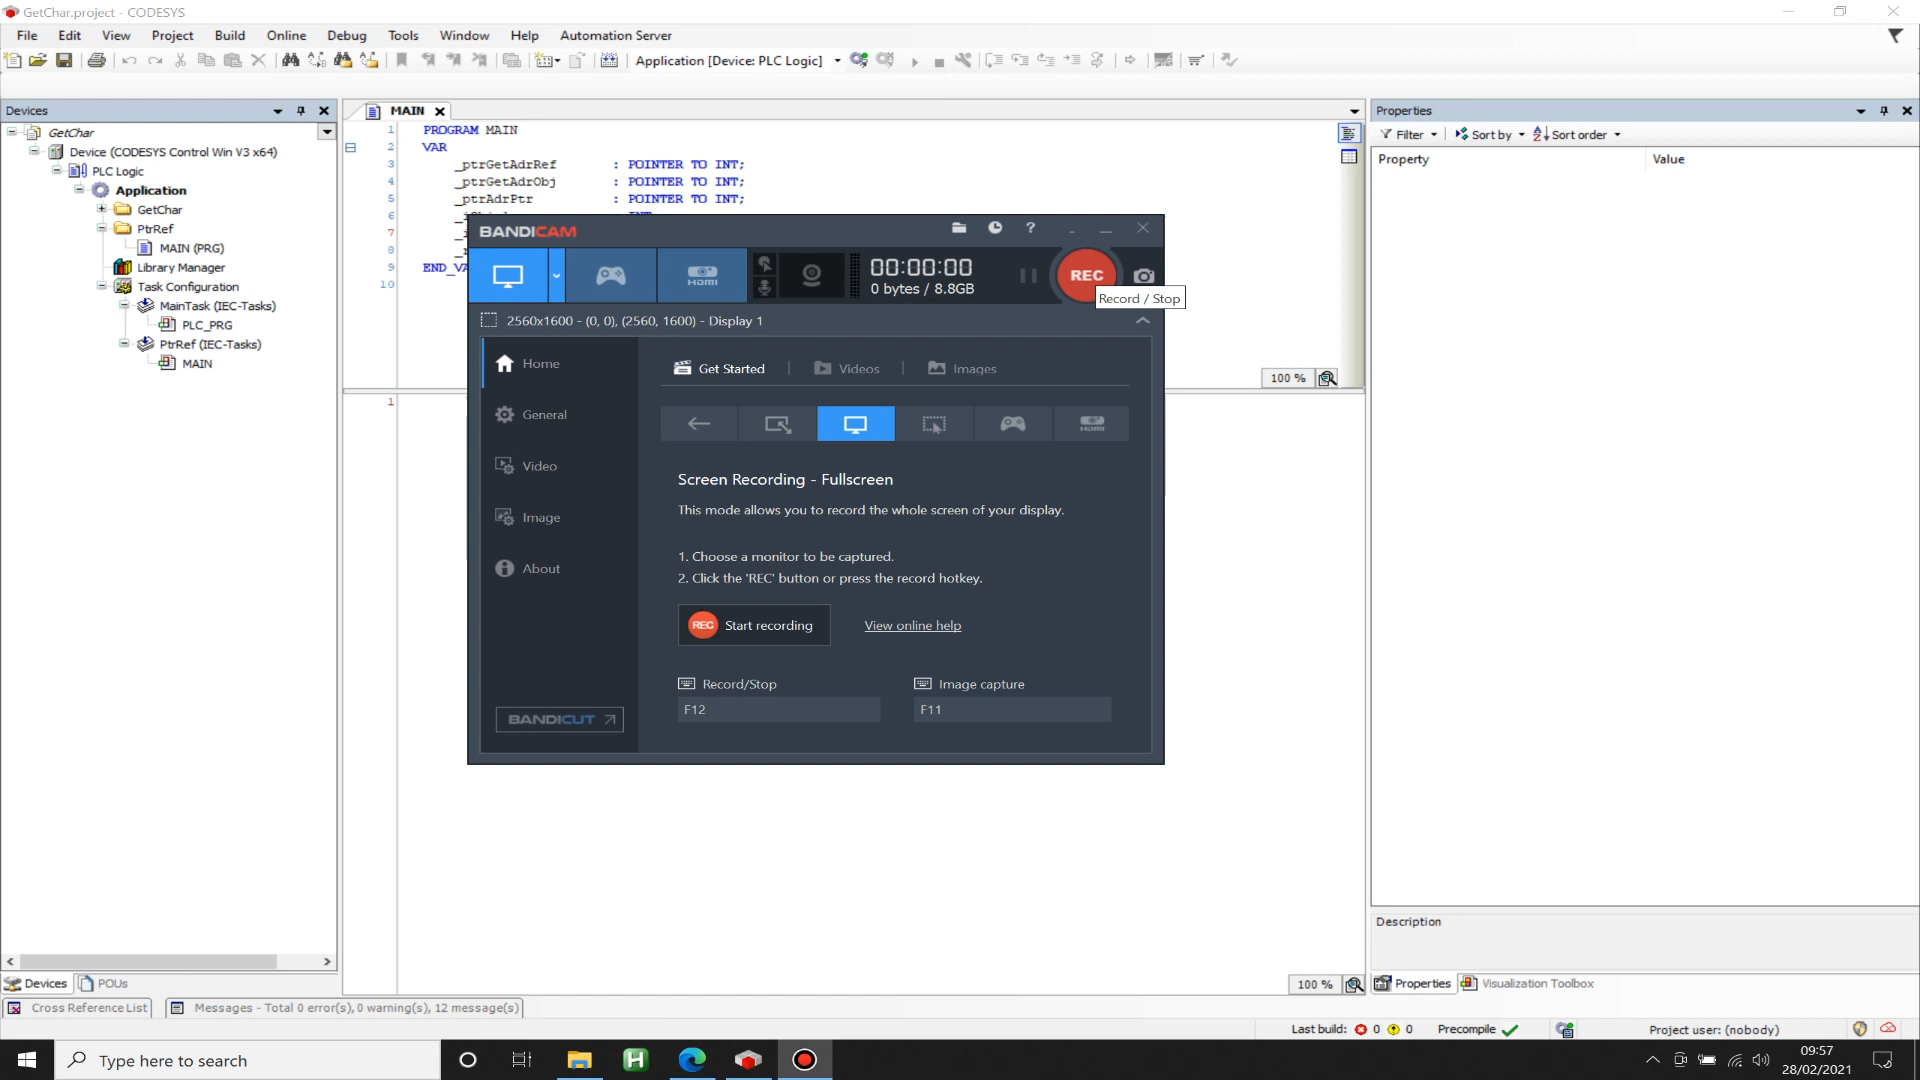 GetChar.project - CODESYS
File Edit View Project Build Online Debug Tools Window Help Automation Server
Application [Device: PLC Logic]
Devices
GetChar
Device (CODESYS Control Win V3 x64)
PLC Logic
Application
GetChar
PtrRef
MAIN (PRG)
Library Manager
Task Configuration
MainTask (IEC-Tasks)
PLC_PRG
PtrRef (IEC-Tasks)
MAIN
Devices POUs
MAIN
1 PROGRAM MAIN
2 VAR
3 _ptrGetAdrRef : POINTER TO INT;
4 _ptrGetAdrObj : POINTER TO INT;
5 _ptrAdrPtr : POINTER TO INT;
6
7
8
9 END_VA
10
100 %
1
100 %
BANDICAM
HDMI
00:00:00
0 bytes / 8.8GB
REC
Record / Stop
2560x1600 - (0, 0), (2560, 1600) - Display 1
Home
General
Video
Image
About
BANDICUT
Get Started Videos Images
HDMI
Screen Recording - Fullscreen
This mode allows you to record the whole screen of your display.
1. Choose a monitor to be captured.
2. Click the 'REC' button or press the record hotkey.
REC Start recording View online help
Record/Stop Image capture
F12 F11
Properties
Filter Sort by Sort order
Property Value
Description
Properties Visualization Toolbox
Cross Reference List Messages - Total 0 error(s), 0 warning(s), 12 message(s)
Last build: 0 0 Precompile Project user: (nobody)
Type here to search
09:57
28/02/2021